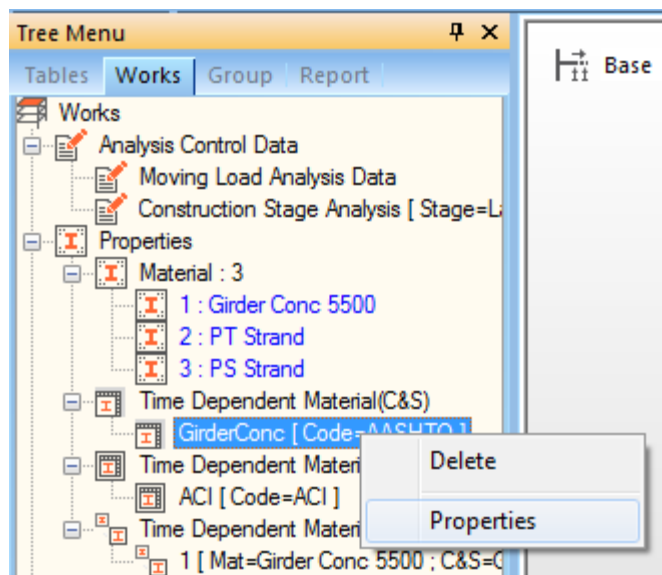 Tree Menu
Tables Works Group Report
Base
Works
Analysis Control Data
Moving Load Analysis Data
Construction Stage Analysis [ Stage=La
Properties
Material : 3
1 : Girder Conc 5500
2 : PT Strand
3 : PS Strand
Time Dependent Material(C&S)
GirderConc [ Code=AASHTO ]
Delete
Time Dependent Materi
ACI [ Code=ACI ]
Properties
Time Dependent Materi
1 [ Mat=Girder Conc 5500 ; C&S=G